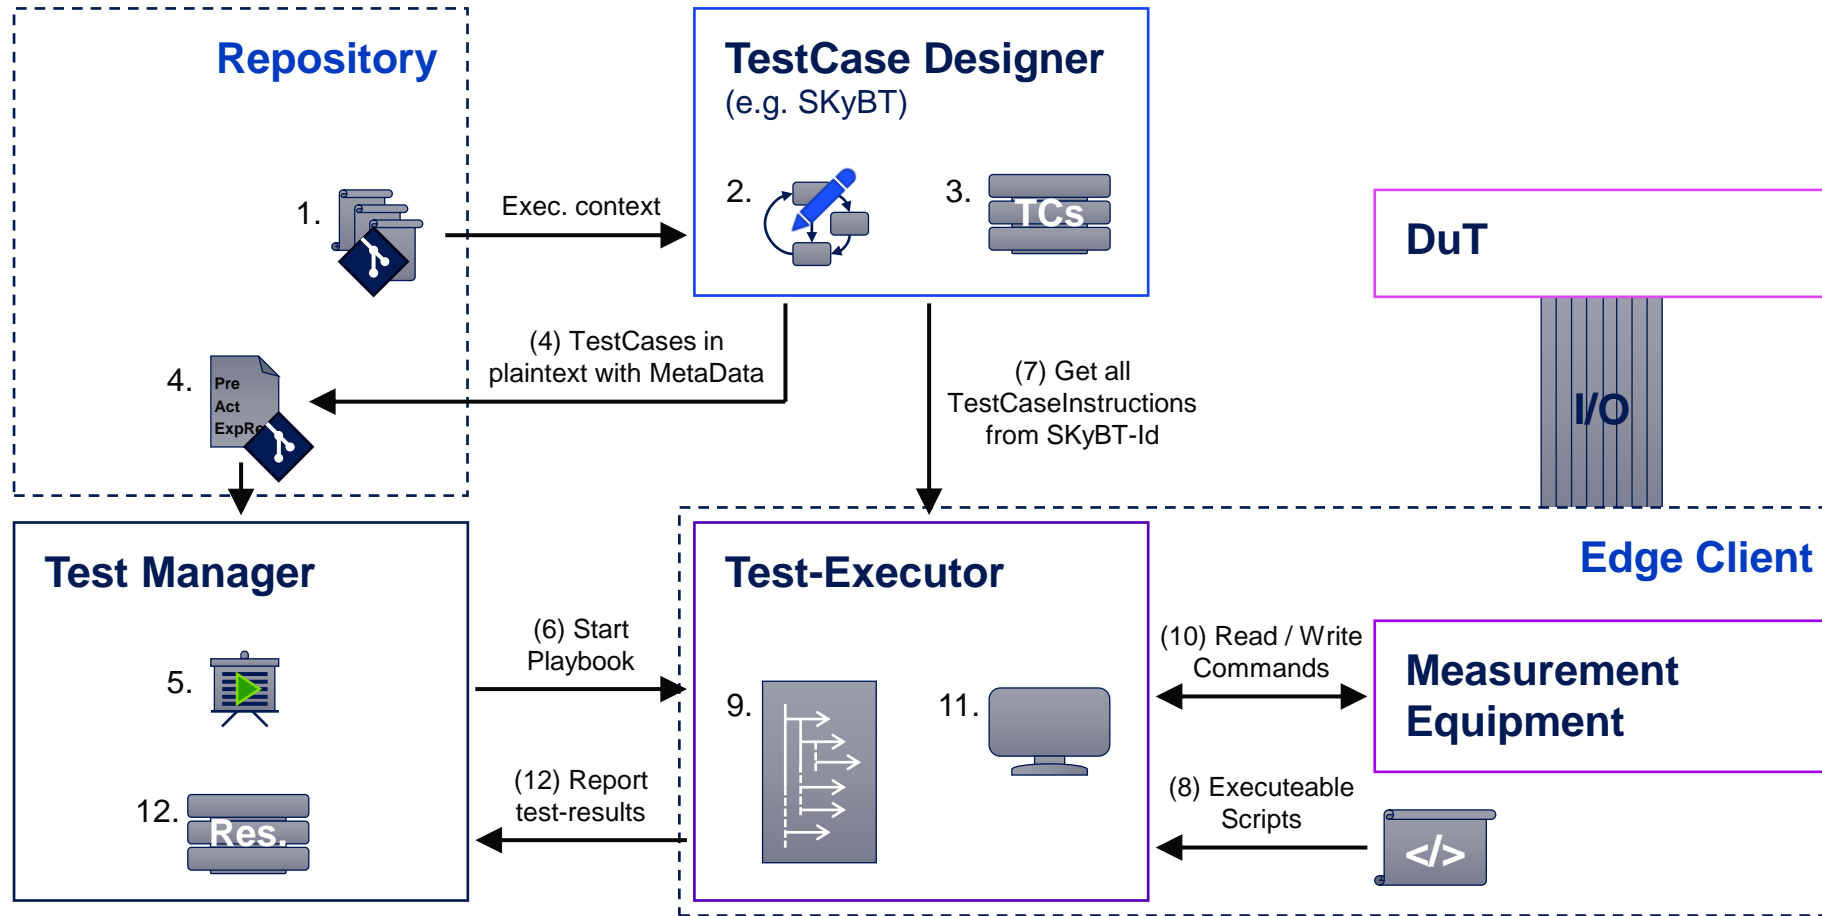 Repository
TestCase Designer
(e.g. SKyBT)
1.
Exec. context
2.
3.
TCs
DuT
(4) TestCases in
plaintext with MetaData
4.
Pre
Act
ExpRe
(7) Get all
TestCaseInstructions
from SKyBT-Id
I/O
Edge Client
Test Manager
Test-Executor
(6) Start
Playbook
5.
9.
11.
(10) Read / Write
Commands
Measurement
Equipment
(12) Report
test-results
12.
Res.
(8) Executeable
Scripts
</>